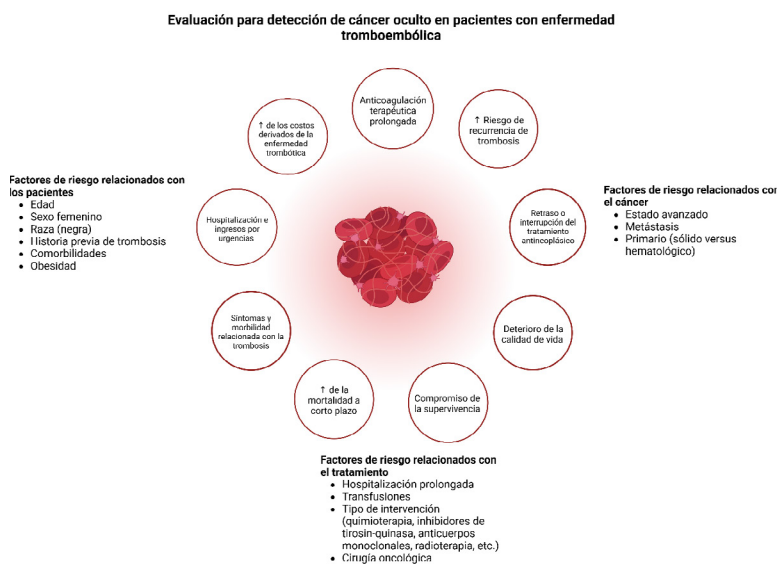 Evaluación para detección de cáncer oculto en pacientes con enfermedad
tromboembólica
Anticoagulación
terapéutica
prolongada
↑ Riesgo de
recurrencia de
trombosis
Retraso o
interrupción del
tratamiento
antineoplásico
Deterioro de la
calidad de vida
Compromiso de
la supervivencia
↑ de la
mortalidad a
corto plazo
Síntomas y
morbilidad
relacionada con la
trombosis
Hospitalización e
ingresos por
urgencias
↑ de los costos
derivados de la
enfermedad
trombótica
Factores de riesgo relacionados con
los pacientes
• Edad
• Sexo femenino
• Raza (negra)
• Historia previa de trombosis
• Comorbilidades
• Obesidad
Factores de riesgo relacionados con
el cáncer
• Estado avanzado
• Metástasis
• Primario (sólido versus
hematológico)
Factores de riesgo relacionados con
el tratamiento
• Hospitalización prolongada
• Transfusiones
• Tipo de intervención
(quimioterapia, inhibidores de
tirosin-quinasa, anticuerpos
monoclonales, radioterapia, etc.)
• Cirugía oncológica